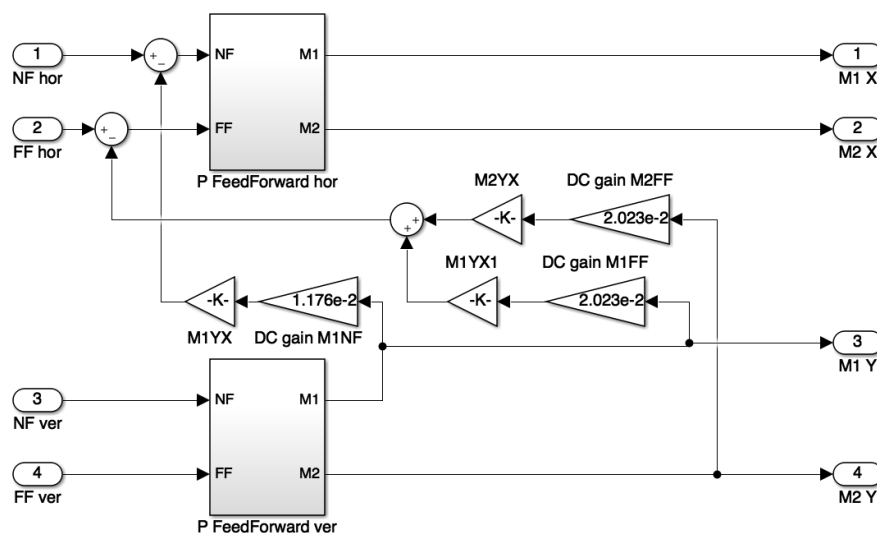 1
NF hor
+
−
NF
M1
1
M1 X
2
FF hor
+
−
FF
M2
2
M2 X
P FeedForward hor
M2YX
DC gain M2FF
+
+
-K-
2.023e-2
M1YX1
DC gain M1FF
-K-
1.176e-2
-K-
2.023e-2
M1YX
DC gain M1NF
3
M1 Y
3
NF ver
NF
M1
4
FF ver
FF
M2
4
M2 Y
P FeedForward ver